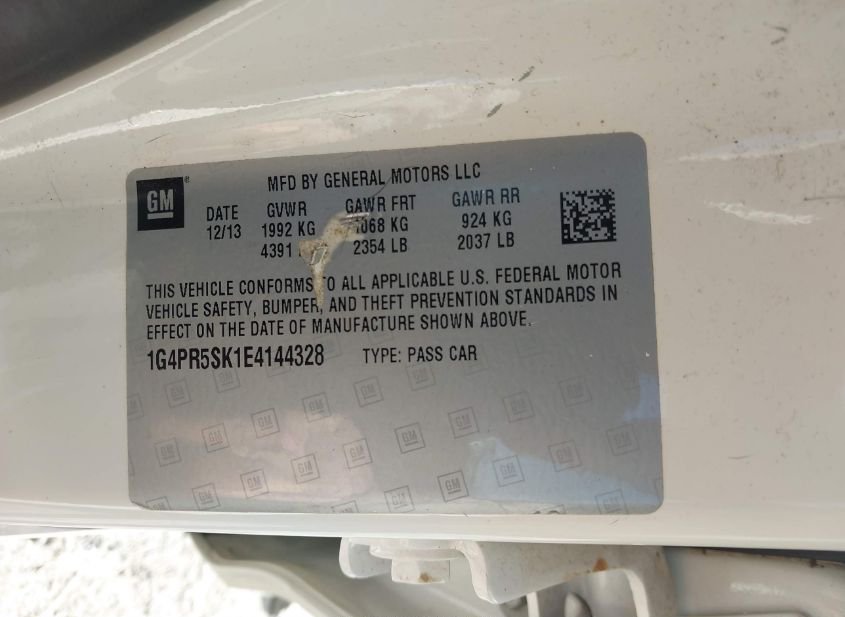 GM® MFD BY GENERAL MOTORS LLC
DATE GVWR GAWR FRT GAWR RR
12/13 1992 KG 1068 KG 924 KG
4391 2354 LB 2037 LB
THIS VEHICLE CONFORMS TO ALL APPLICABLE U.S. FEDERAL MOTOR
VEHICLE SAFETY, BUMPER, AND THEFT PREVENTION STANDARDS IN
EFFECT ON THE DATE OF MANUFACTURE SHOWN ABOVE.
1G4PR5SK1E4144328 TYPE: PASS CAR